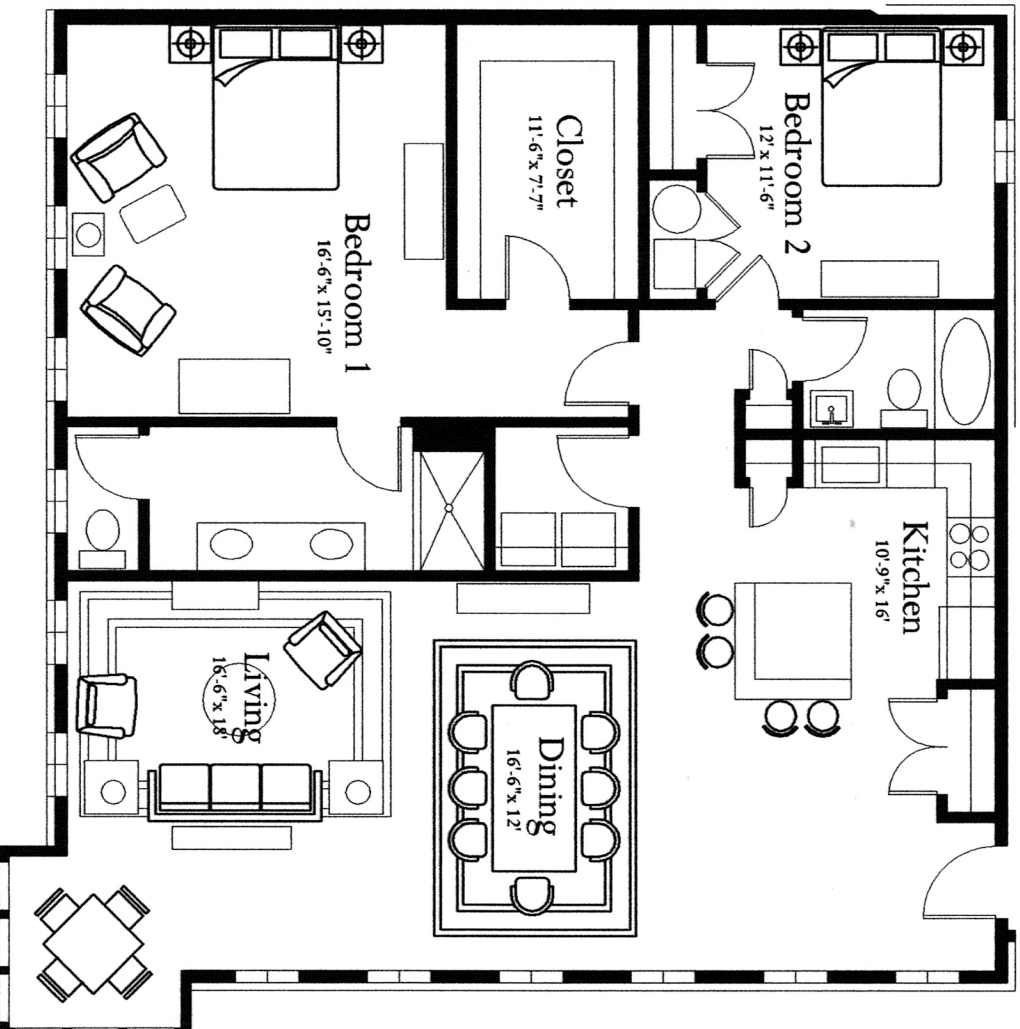 Bedroom 2
12' x 11'-6"
Closet
11'-6"x 7'-7"
Bedroom 1
16'-6"x 15'-10"
Kitchen
10'-9"x 16'
Living
16'-6"x 18'
Dining
16'-6"x 12'